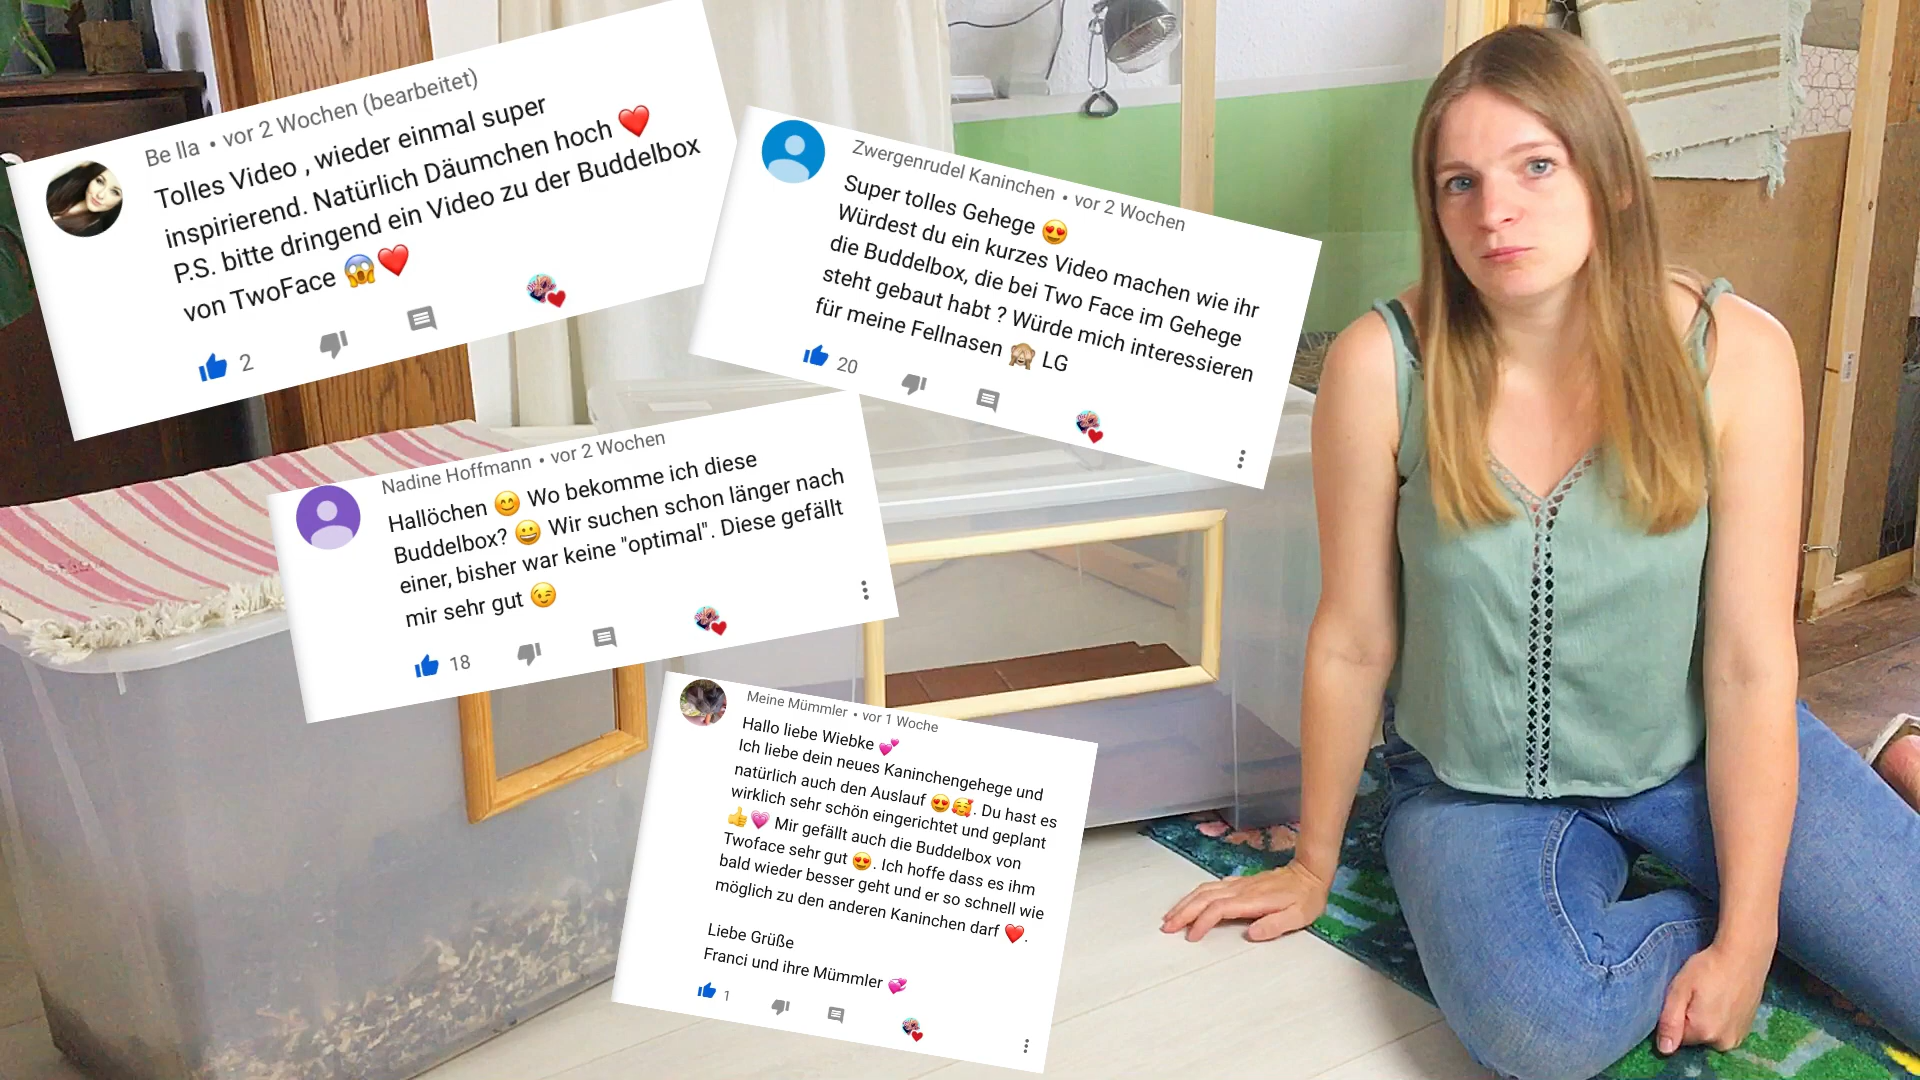 Be lla • vor 2 Wochen (bearbeitet)
Tolles Video , wieder einmal super
inspirierend. Natürlich Däumchen hoch ❤️
P.S. bitte dringend ein Video zu der Buddelbox
von TwoFace 😱❤️
2
Zwergenrudel Kaninchen • vor 2 Wochen
Super tolles Gehege 😍
Würdest du ein kurzes Video machen wie ihr
die Buddelbox, die bei Two Face im Gehege
steht gebaut habt ? Würde mich interessieren
für meine Fellnasen 🙈 LG
20
Nadine Hoffmann • vor 2 Wochen
Hallöchen 😊 Wo bekomme ich diese
Buddelbox? 😀 Wir suchen schon länger nach
einer, bisher war keine "optimal". Diese gefällt
mir sehr gut 😉
18
Meine Mümmler • vor 1 Woche
Hallo liebe Wiebke 💕
Ich liebe dein neues Kaninchengehege und
natürlich auch den Auslauf 😍🥰. Du hast es
wirklich sehr schön eingerichtet und geplant
👍💗 Mir gefällt auch die Buddelbox von
Twoface sehr gut 😍. Ich hoffe dass es ihm
bald wieder besser geht und er so schnell wie
möglich zu den anderen Kaninchen darf ❤️.
Liebe Grüße
Franci und ihre Mümmler 💞
1